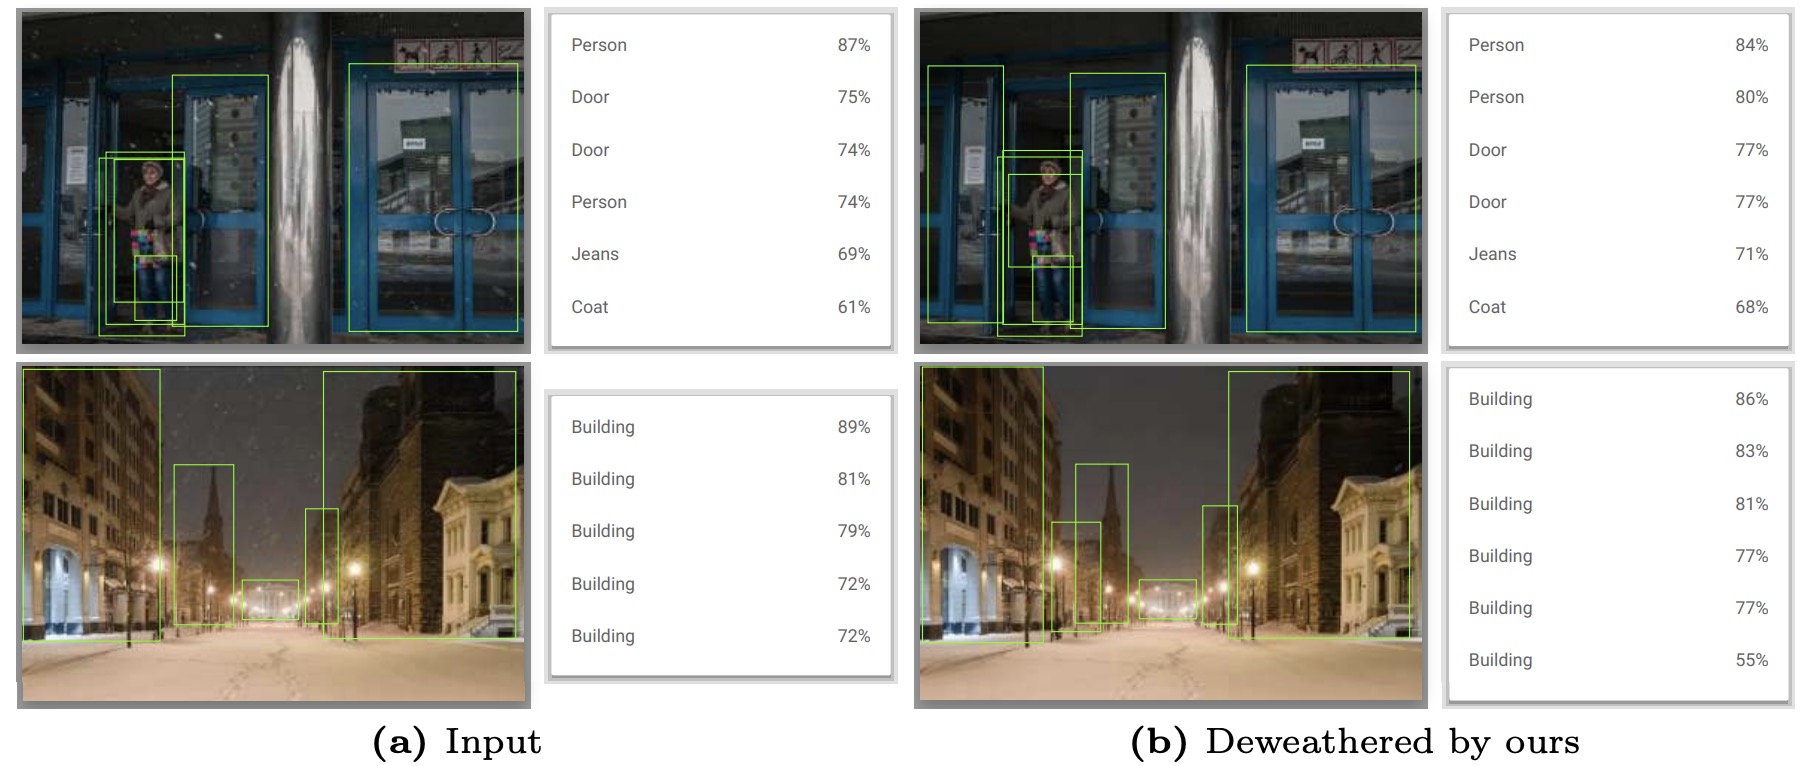 Person 87%
Door 75%
Door 74%
Person 74%
Jeans 69%
Coat 61%
Person 84%
Person 80%
Door 77%
Door 77%
Jeans 71%
Coat 68%
Building 89%
Building 81%
Building 79%
Building 72%
Building 72%
Building 86%
Building 83%
Building 81%
Building 77%
Building 77%
Building 55%
(a) Input
(b) Deweathered by ours